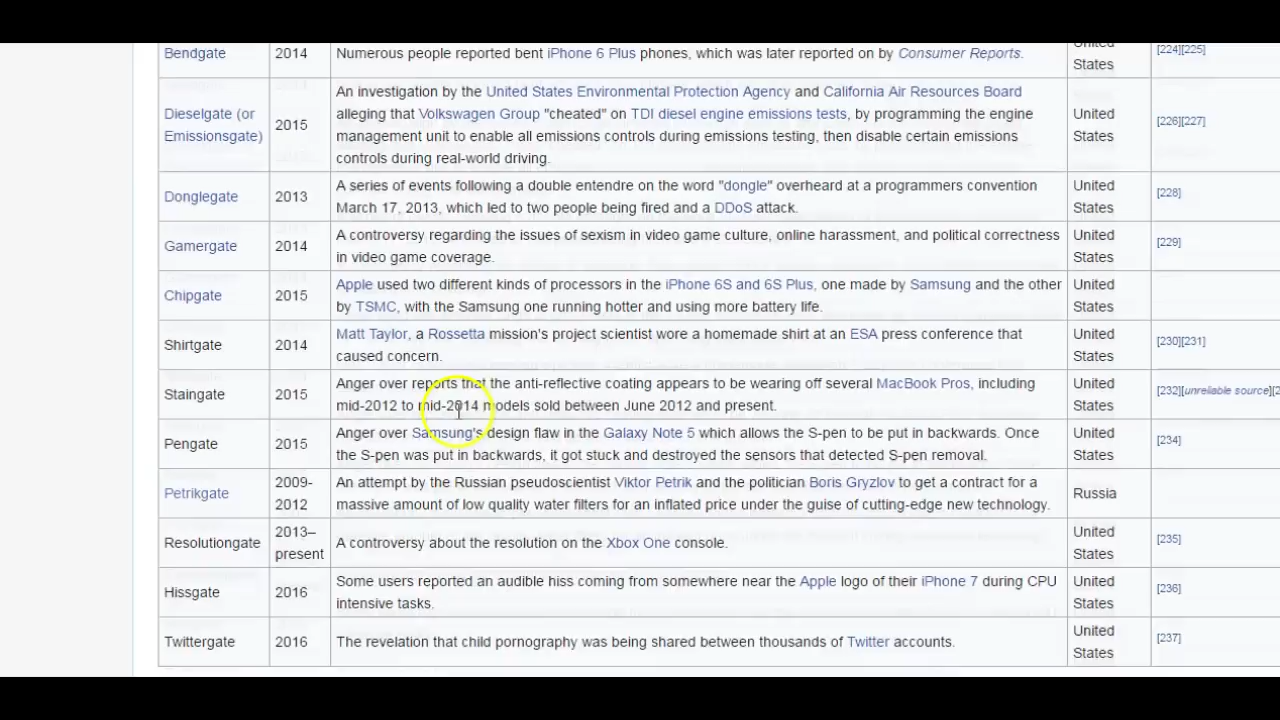 Bendgate 2014 Numerous people reported bent iPhone 6 Plus phones, which was later reported on by Consumer Reports. United States [224][225]
Dieselgate (or Emissionsgate) 2015 An investigation by the United States Environmental Protection Agency and California Air Resources Board
alleging that Volkswagen Group "cheated" on TDI diesel engine emissions tests, by programming the engine
management unit to enable all emissions controls during emissions testing, then disable certain emissions
controls during real-world driving. United States [226][227]
Donglegate 2013 A series of events following a double entendre on the word "dongle" overheard at a programmers convention
March 17, 2013, which led to two people being fired and a DDoS attack. United States [228]
Gamergate 2014 A controversy regarding the issues of sexism in video game culture, online harassment, and political correctness
in video game coverage. United States [229]
Chipgate 2015 Apple used two different kinds of processors in the iPhone 6S and 6S Plus, one made by Samsung and the other
by TSMC, with the Samsung one running hotter and using more battery life. United States
Shirtgate 2014 Matt Taylor, a Rossetta mission's project scientist wore a homemade shirt at an ESA press conference that
caused concern. United States [230][231]
Staingate 2015 Anger over reports that the anti-reflective coating appears to be wearing off several MacBook Pros, including
mid-2012 to mid-2014 models sold between June 2012 and present. United States [232][unreliable source][2
Pengate 2015 Anger over Samsung's design flaw in the Galaxy Note 5 which allows the S-pen to be put in backwards. Once
the S-pen was put in backwards, it got stuck and destroyed the sensors that detected S-pen removal. United States [234]
Petrikgate 2009-2012 An attempt by the Russian pseudoscientist Viktor Petrik and the politician Boris Gryzlov to get a contract for a
massive amount of low quality water filters for an inflated price under the guise of cutting-edge new technology. Russia
Resolutiongate 2013–present A controversy about the resolution on the Xbox One console. United States [235]
Hissgate 2016 Some users reported an audible hiss coming from somewhere near the Apple logo of their iPhone 7 during CPU
intensive tasks. United States [236]
Twittergate 2016 The revelation that child pornography was being shared between thousands of Twitter accounts. United States [237]